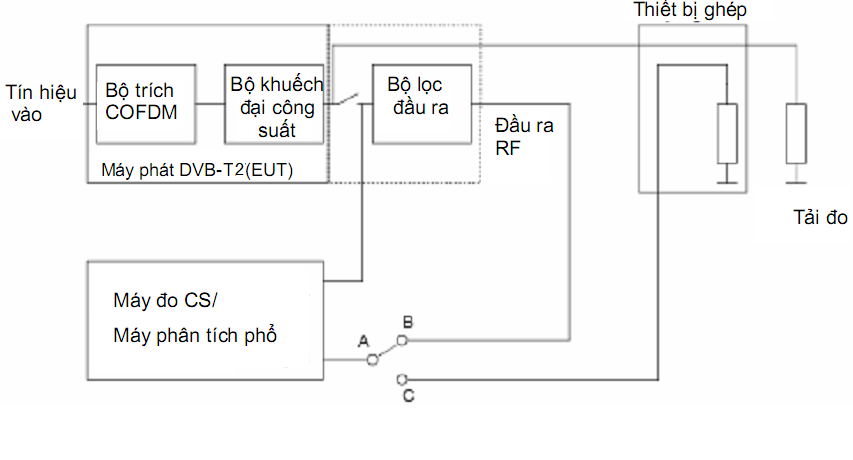 Thiết bị ghép
Tín hiệu
vào
Bộ trích
COFDM
Bộ khuếch
đại công
suất
Bộ lọc
đầu ra
Đầu ra
RF
Máy phát DVB-T2(EUT)
Tải đo
Máy đo CS/
Máy phân tích phổ
A
B
C